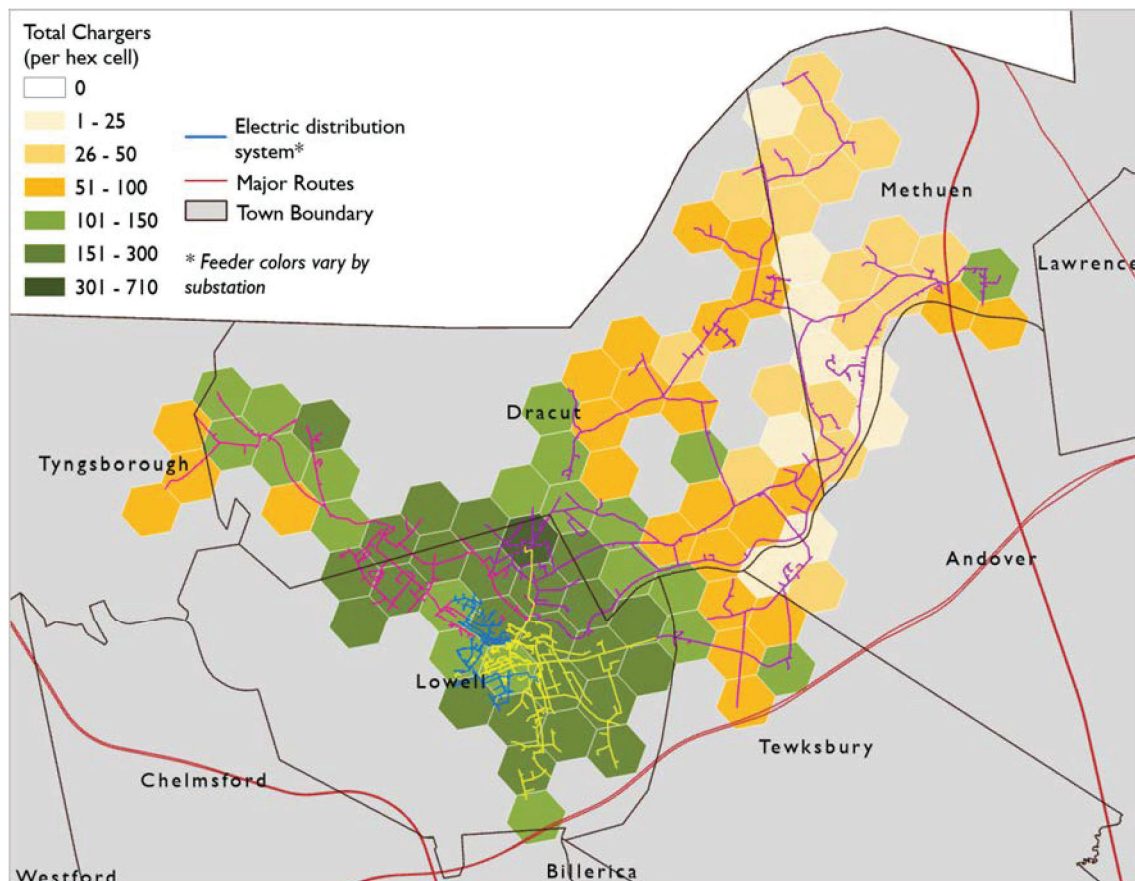 Total Chargers
(per hex cell)
0
1 - 25
26 - 50
51 - 100
101 - 150
151 - 300
301 - 710
Electric distribution
system*
Major Routes
Town Boundary
* Feeder colors vary by
substation
Methuen
Lawrence
Dracut
Tyngsborough
Andover
Lowell
Tewksbury
Chelmsford
Billerica
Westford